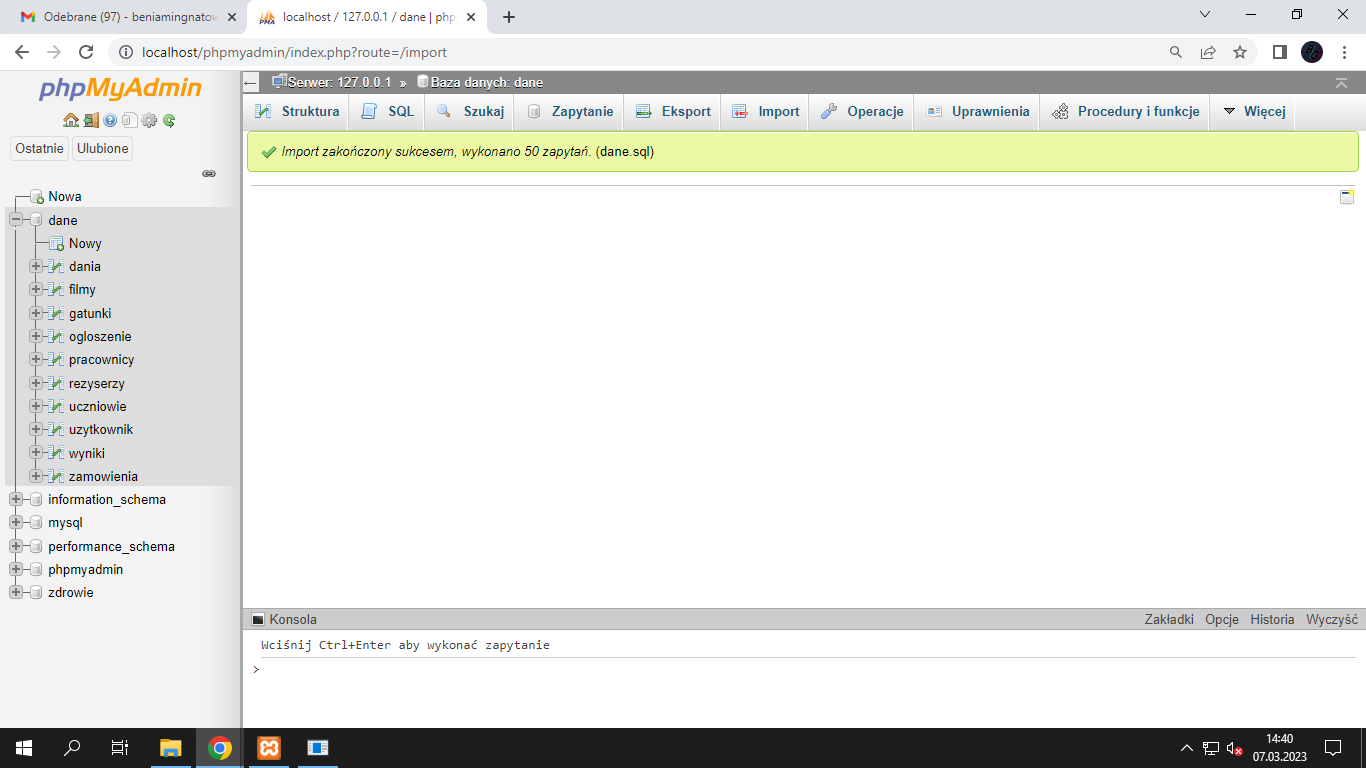 Odebrane (97) - beniamingnatow
localhost / 127.0.0.1 / dane | php
localhost/phpmyadmin/index.php?route=/import
phpMyAdmin
Ostatnie Ulubione
Nowa
dane
Nowy
dania
filmy
gatunki
ogloszenie
pracownicy
rezyserzy
uczniowie
uzytkownik
wyniki
zamowienia
information_schema
mysql
performance_schema
phpmyadmin
zdrowie
Serwer: 127.0.0.1 » Baza danych: dane
Struktura SQL Szukaj Zapytanie Eksport Import Operacje Uprawnienia Procedury i funkcje Więcej
Import zakończony sukcesem, wykonano 50 zapytań. (dane.sql)
Konsola Zakładki Opcje Historia Wyczyść
Wciśnij Ctrl+Enter aby wykonać zapytanie
>
14:40
07.03.2023